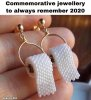 Commemorative jewellery
to always remember 2020